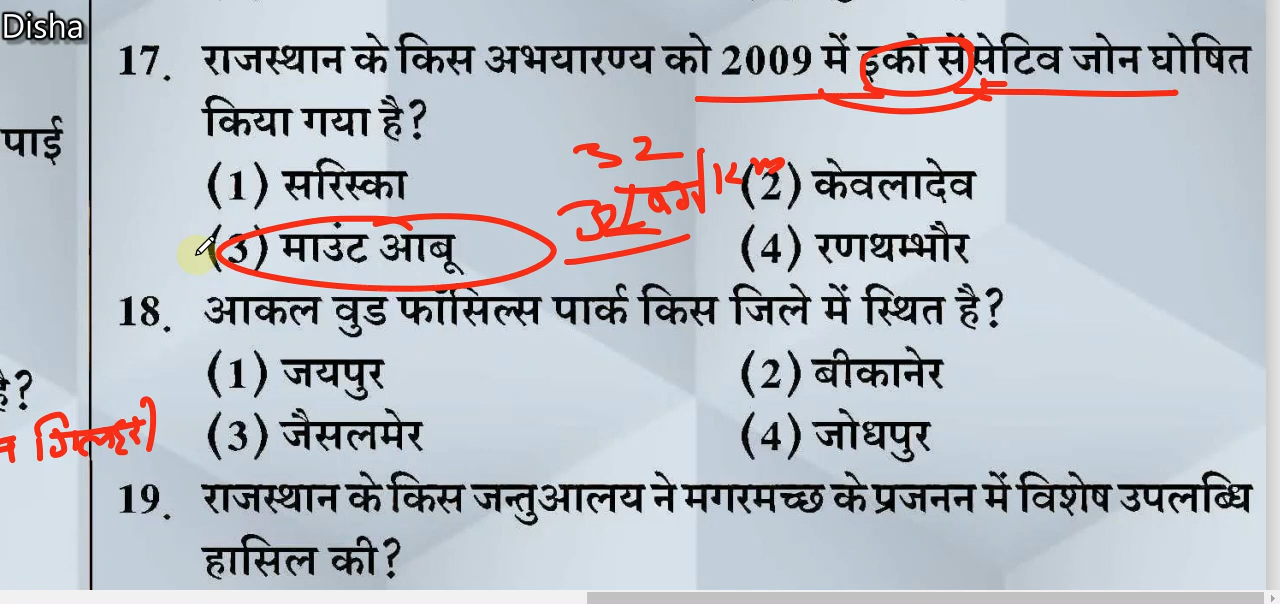 Disha
पाई
है?
17. राजस्थान के किस अभयारण्य को 2009 में इको सेंसेटिव जोन घोषित
किया गया है?
(1) सरिस्का (2) केवलादेव
(3) माउंट आबू (4) रणथम्भौर
32
18. आकल वुड फॉसिल्स पार्क किस जिले में स्थित है?
(1) जयपुर (2) बीकानेर
(3) जैसलमेर (4) जोधपुर
19. राजस्थान के किस जन्तुआलय ने मगरमच्छ के प्रजनन में विशेष उपलब्धि
हासिल की?